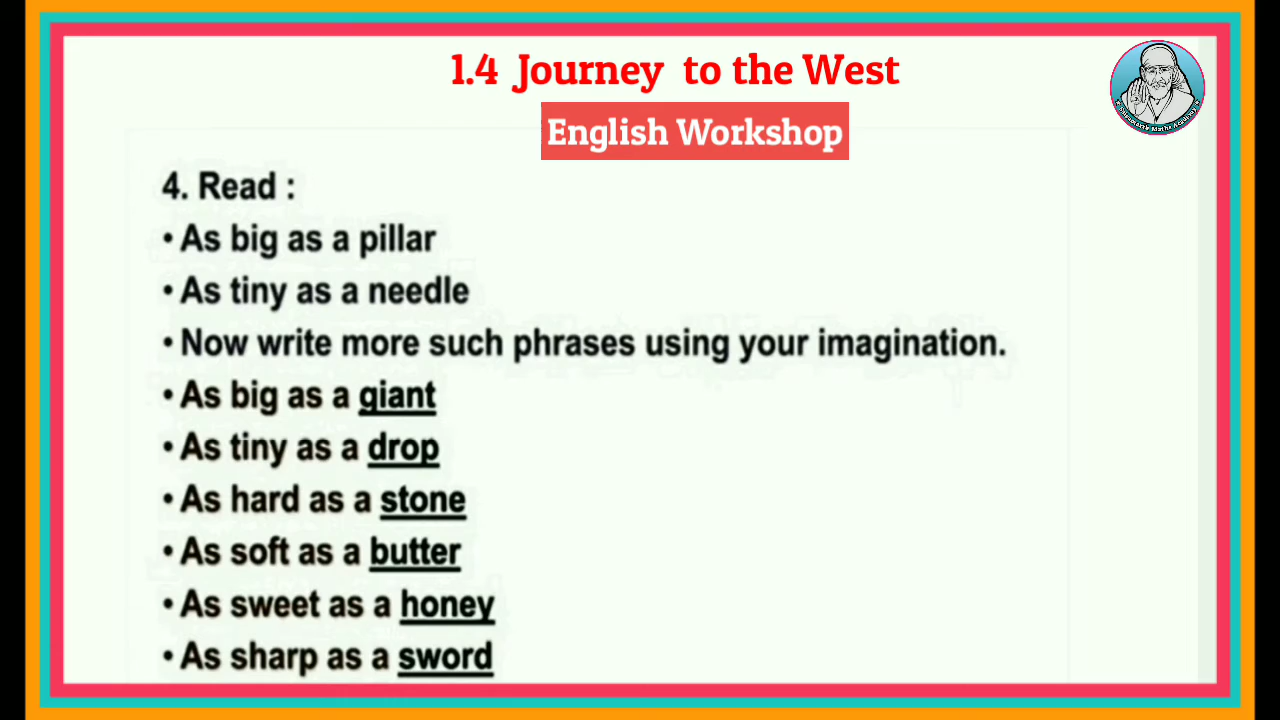 1.4 Journey to the West
English Workshop
4. Read :
• As big as a pillar
• As tiny as a needle
• Now write more such phrases using your imagination.
• As big as a giant
• As tiny as a drop
• As hard as a stone
• As soft as a butter
• As sweet as a honey
• As sharp as a sword